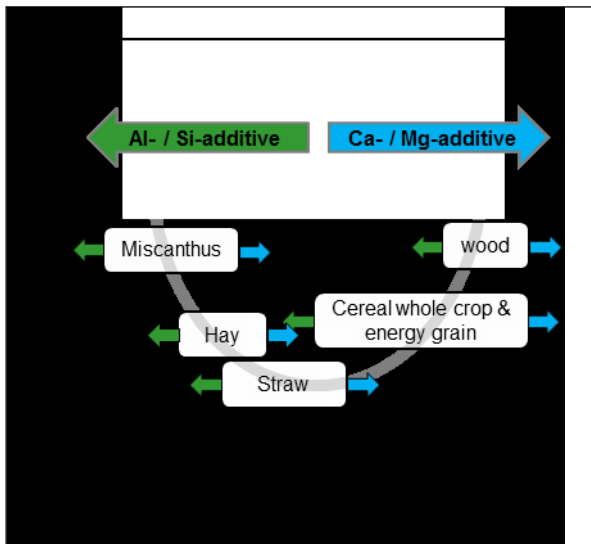 Al- / Si-additive
Ca- / Mg-additive
Miscanthus
wood
Cereal whole crop &
energy grain
Hay
Straw